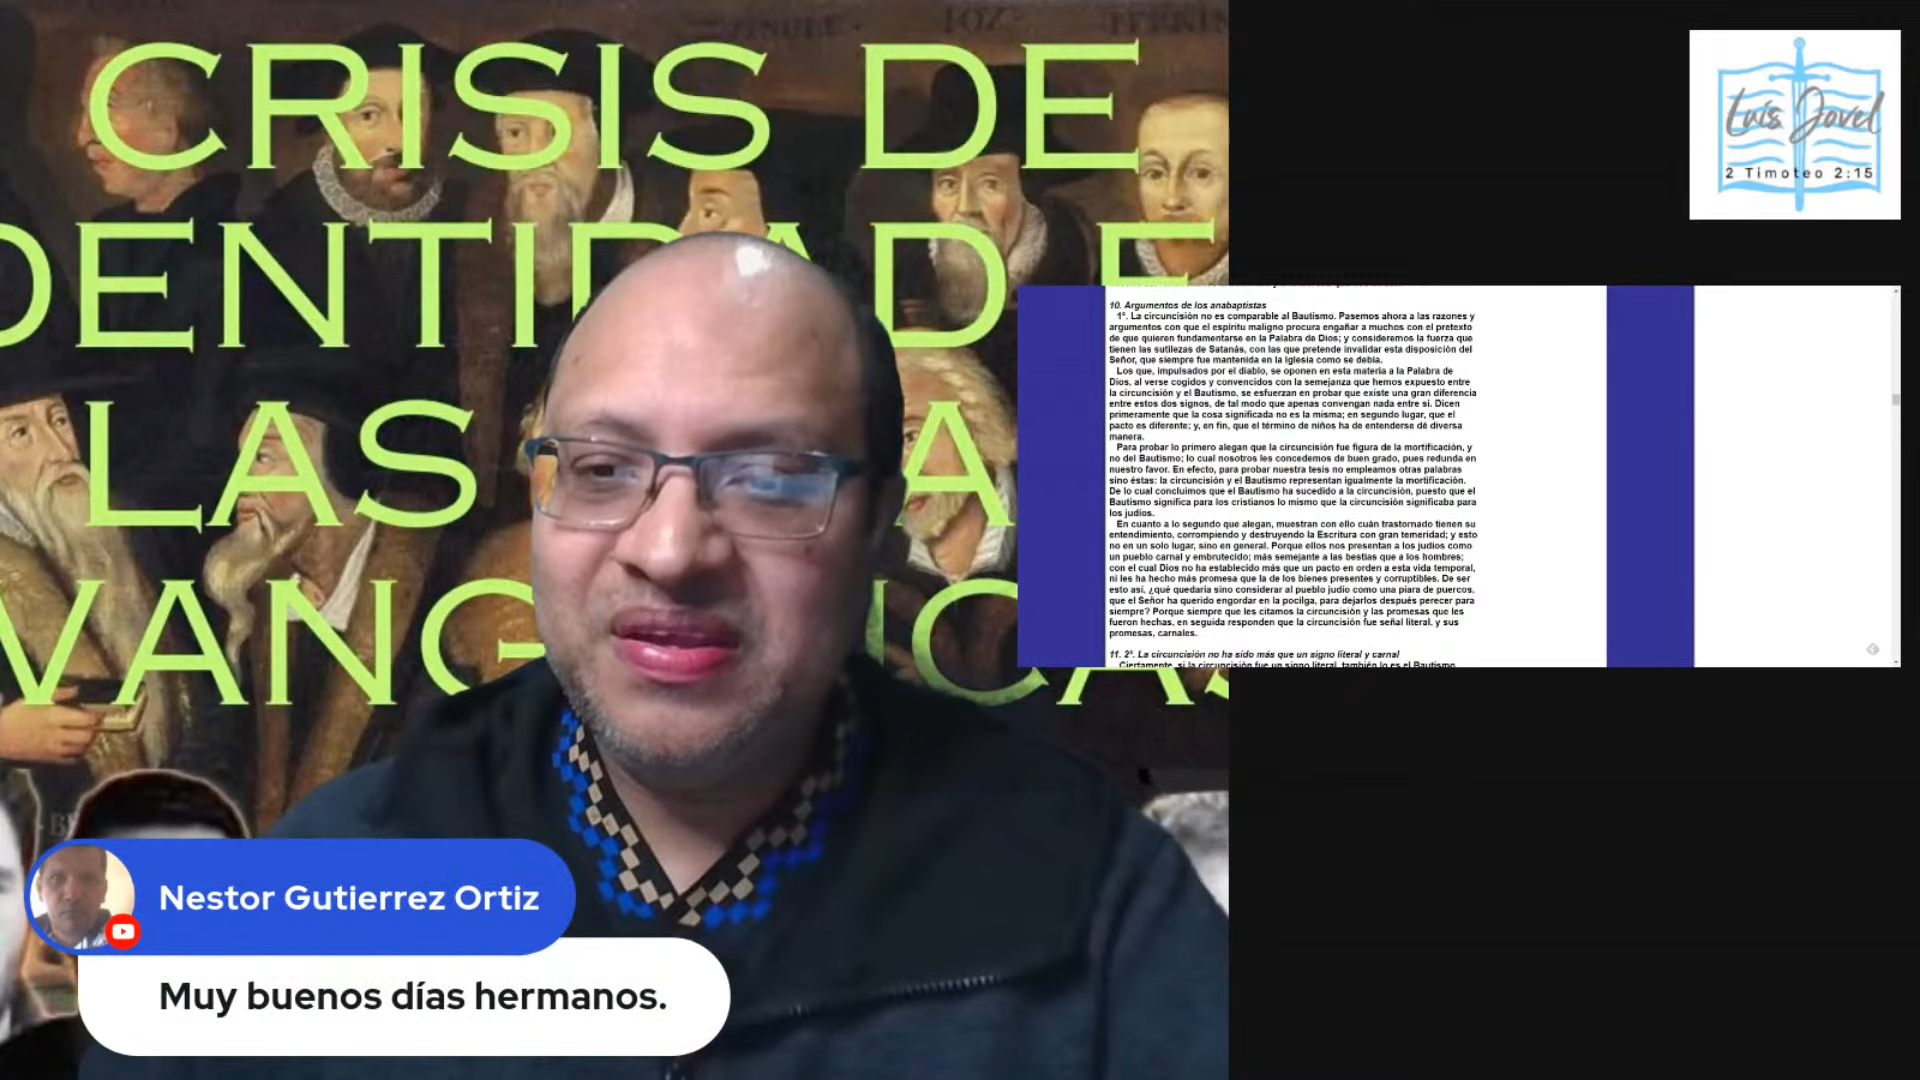 CRISIS DE
DENTIDAD E
LAS
A
VANG
ICAS
Luis Jovel
2 Timoteo 2:15
10. Argumentos de los anabaptistas
1°. La circuncisión no es comparable al Bautismo. Pasemos ahora a las razones y
argumentos con que el espíritu maligno procura engañar a muchos con el pretexto
de que quieren fundamentarse en la Palabra de Dios; y consideremos la fuerza que
tienen las sutilezas de Satanás, con las que pretende invalidar esta disposición del
Señor, que siempre fue mantenida en la Iglesia como se debía.
Los que, impulsados por el diablo, se oponen en esta materia a la Palabra de
Dios, al verse cogidos y convencidos con la semejanza que hemos expuesto entre
la circuncisión y el Bautismo, se esfuerzan en probar que existe una gran diferencia
entre estos dos signos, de tal modo que apenas convengan nada entre sí. Dicen
primeramente que la cosa significada no es la misma; en segundo lugar, que el
pacto es diferente; y, en fin, que el término de niños ha de entenderse dé diversa
manera.
Para probar lo primero alegan que la circuncisión fue figura de la mortificación, y
no del Bautismo; lo cual nosotros les concedemos de buen grado, pues redunda en
nuestro favor. En efecto, para probar nuestra tesis no empleamos otras palabras
sino éstas: la circuncisión y el Bautismo representan igualmente la mortificación.
De lo cual concluimos que el Bautismo ha sucedido a la circuncisión, puesto que el
Bautismo significa para los cristianos lo mismo que la circuncisión significaba para
los judíos.
En cuanto a lo segundo que alegan, muestran con ello cuán trastornado tienen su
entendimiento, corrompiendo y destruyendo la Escritura con gran temeridad; y esto
no en un solo lugar, sino en general. Porque ellos nos presentan a los judíos como
un pueblo carnal y embrutecido; más semejante a las bestias que a los hombres;
con el cual Dios no ha establecido más que un pacto en orden a esta vida temporal,
ni les ha hecho más promesa que la de los bienes presentes y corruptibles. De ser
esto así, ¿qué quedaría sino considerar al pueblo judío como una piara de puercos,
que el Señor ha querido engordar en la pocilga, para dejarlos después perecer para
siempre? Porque siempre que les citamos la circuncisión y las promesas que les
fueron hechas, en seguida responden que la circuncisión fue señal literal, y sus
promesas, carnales.
11. 2°. La circuncisión no ha sido más que un signo literal y carnal
Ciertamente, si la circuncisión fue un signo literal, también lo es el Bautismo
Nestor Gutierrez Ortiz
Muy buenos días hermanos.